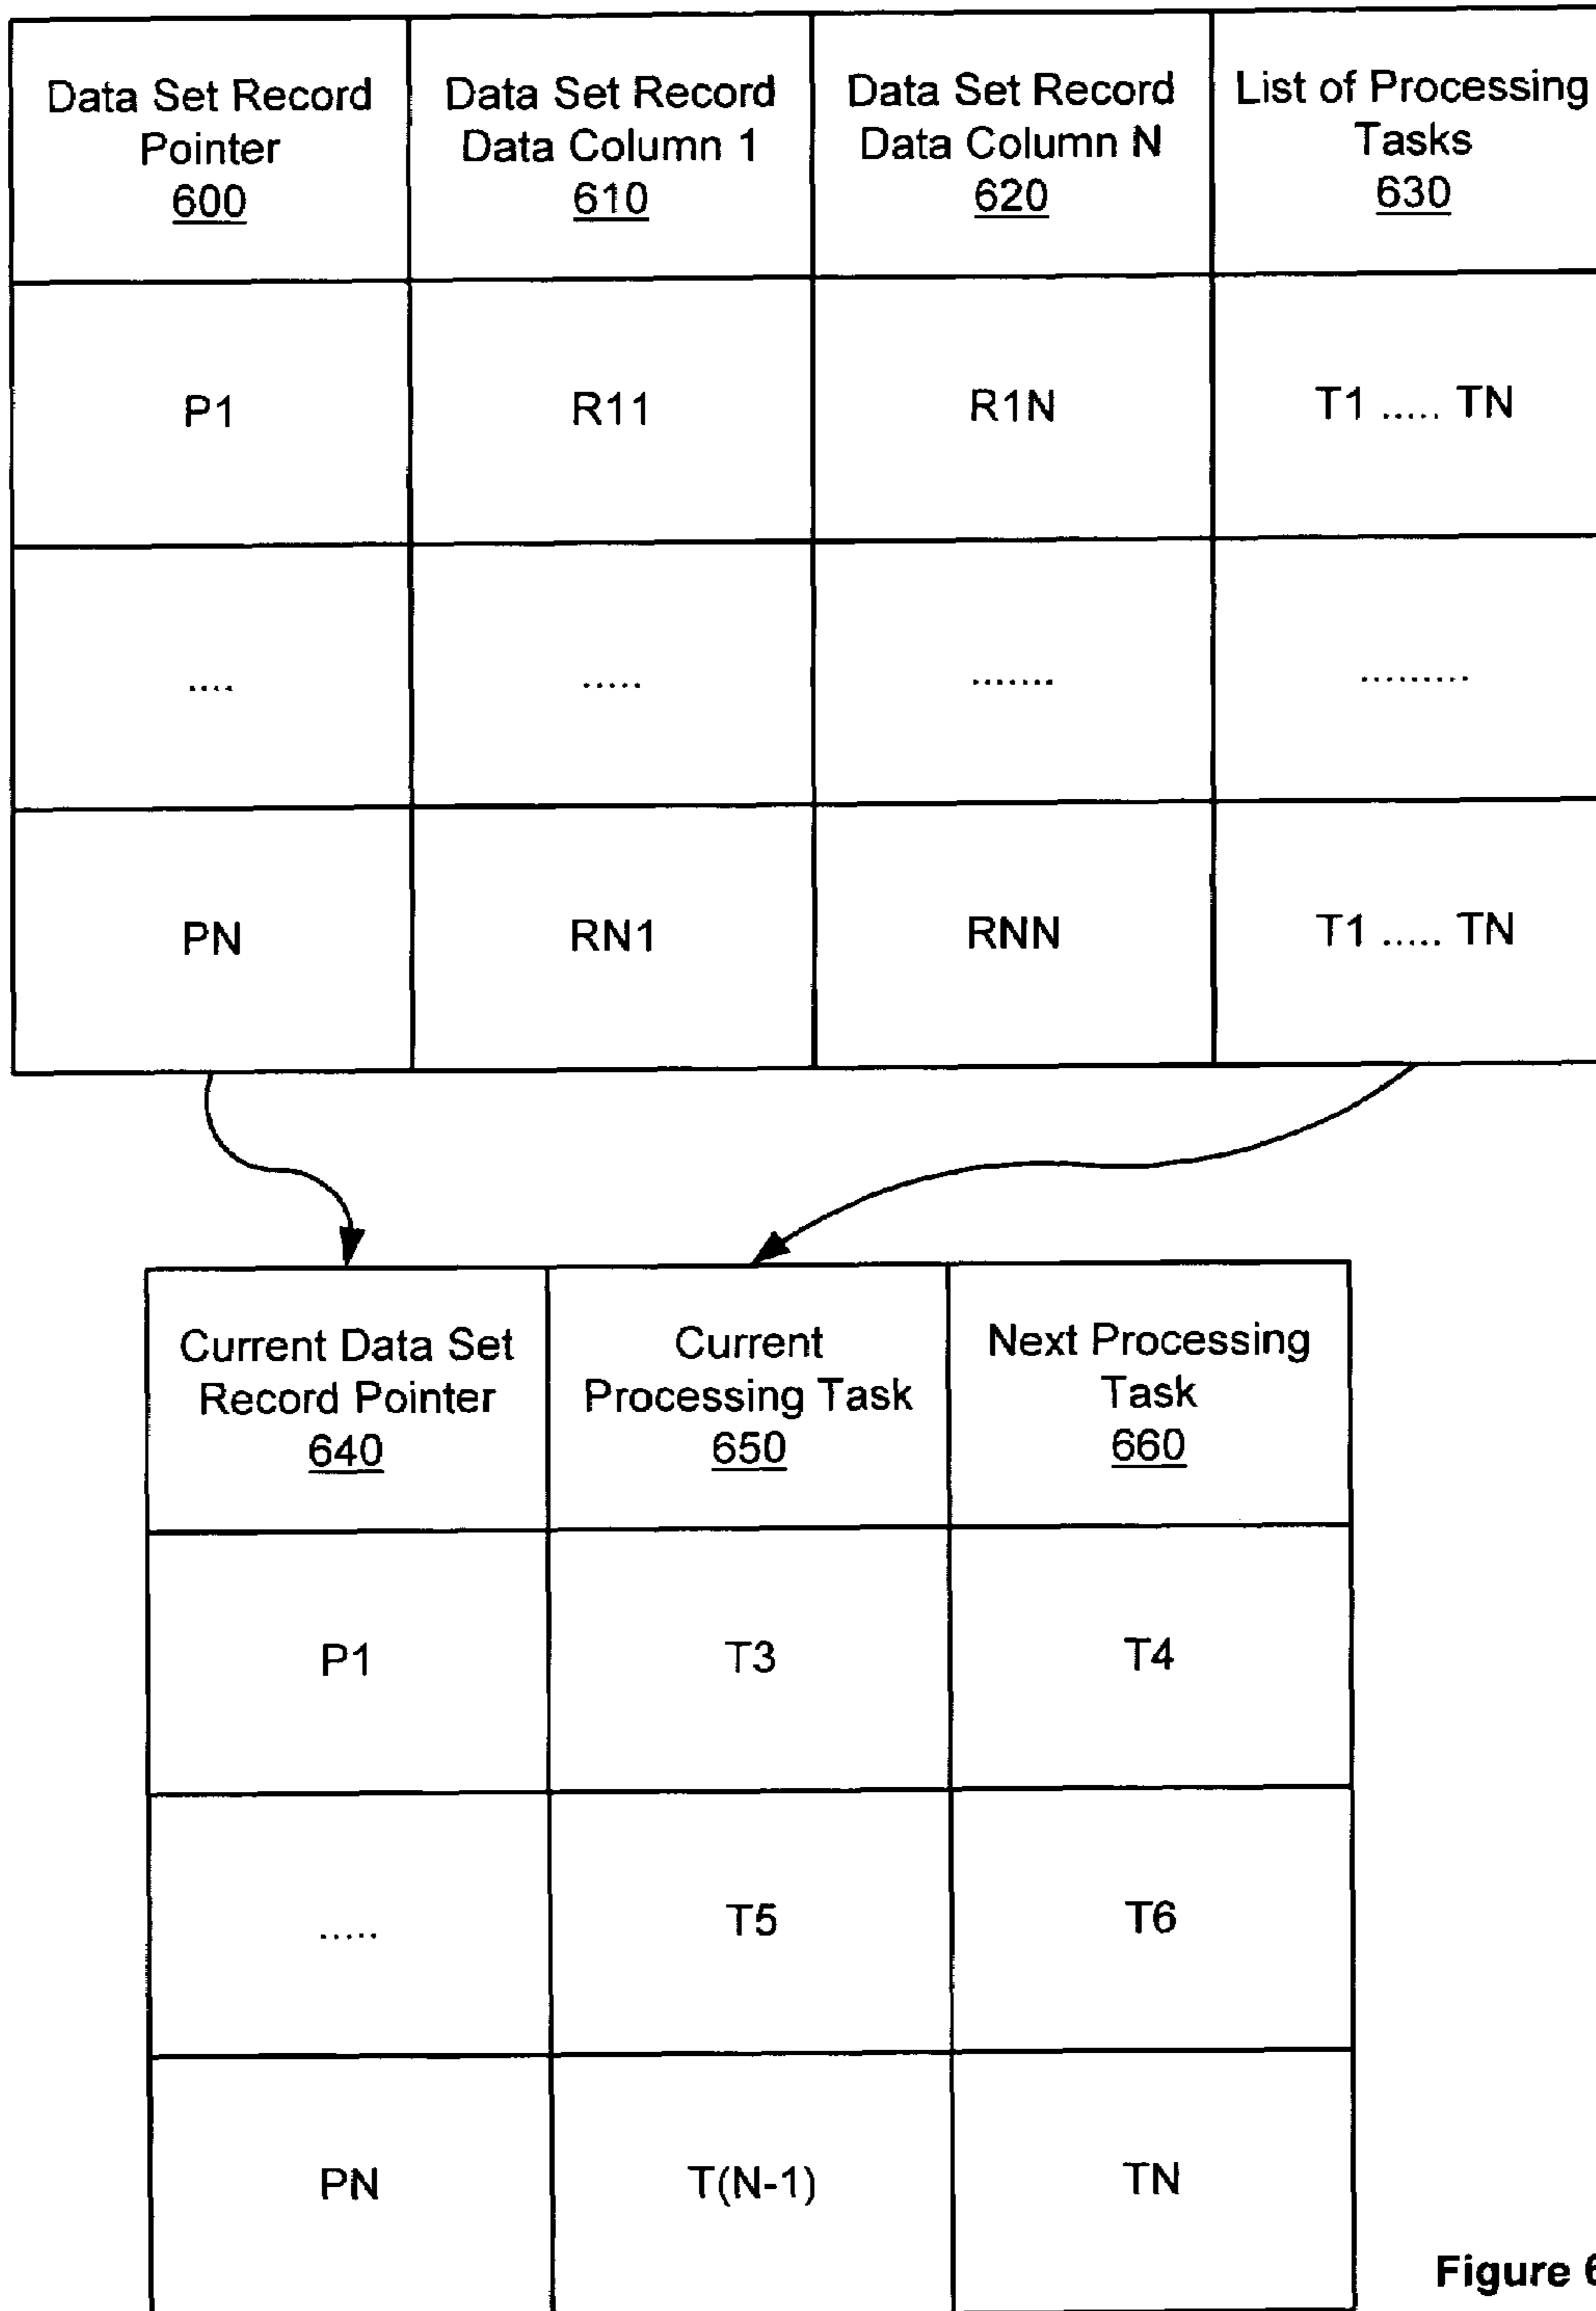 Data Set Record
Pointer
600
Data Set Record
Data Column 1
610
Data Set Record
Data Column N
620
List of Processing
Tasks
630
P1
R11
R1N
T1 ..... TN
....
.....
.......
.........
PN
RN1
RNN
T1 ..... TN
Current Data Set
Record Pointer
640
Current
Processing Task
650
Next Processing
Task
660
P1
T3
T4
.....
T5
T6
PN
T(N-1)
TN
Figure 6